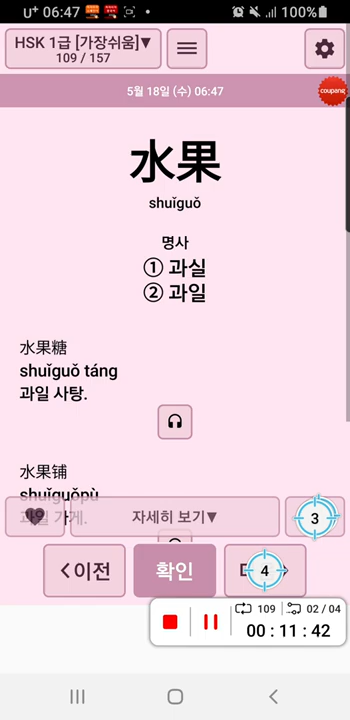 U⁺ 06:47 100%
HSK 1급 [가장쉬움]▼
109 / 157
5월 18일 (수) 06:47
coupang
水果
shuǐguǒ
명사
① 과실
② 과일
水果糖
shuǐguǒ táng
과일 사탕.
水果铺
shuǐguǒpù
과일 가게.
자세히 보기▼
3
<이전
확인
4
109 02 / 04
00 : 11 : 42